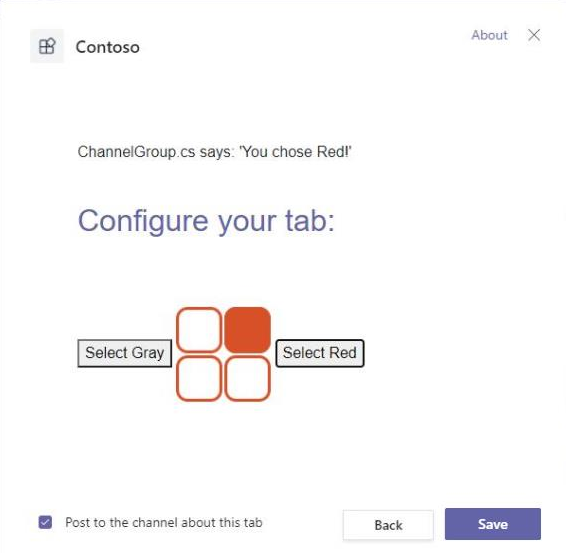 Contoso
About
ChannelGroup.cs says: 'You chose Red!'
Configure your tab:
Select Gray
Select Red
Post to the channel about this tab
Back
Save